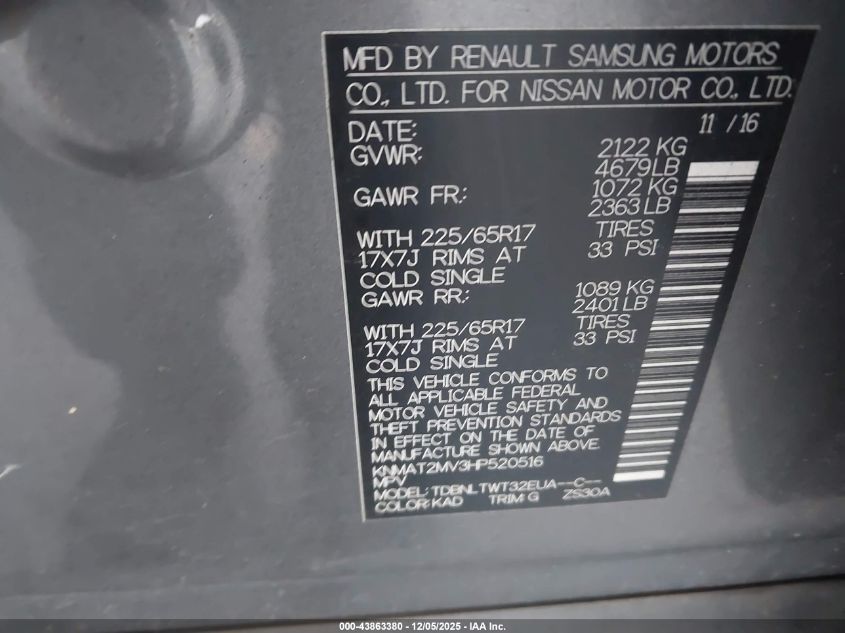 MFD BY RENAULT SAMSUNG MOTORS
CO., LTD. FOR NISSAN MOTOR CO., LTD.
DATE: 11 / 16
GVWR: 2122 KG
4679LB
GAWR FR.: 1072 KG
2363 LB
WITH 225/65R17 TIRES
17X7J RIMS AT 33 PSI
COLD SINGLE
GAWR RR.: 1089 KG
2401 LB
WITH 225/65R17 TIRES
17X7J RIMS AT 33 PSI
COLD SINGLE
THIS VEHICLE CONFORMS TO
ALL APPLICABLE FEDERAL
MOTOR VEHICLE SAFETY AND
THEFT PREVENTION STANDARDS
IN EFFECT ON THE DATE OF
MANUFACTURE SHOWN ABOVE.
KNMAT2MV3HP520516
MPV
MODEL: TDBNLTWT32EUA--C--
COLOR: KAD TRIM: G ZS30A
000-43863380 - 12/05/2025 - IAA Inc.